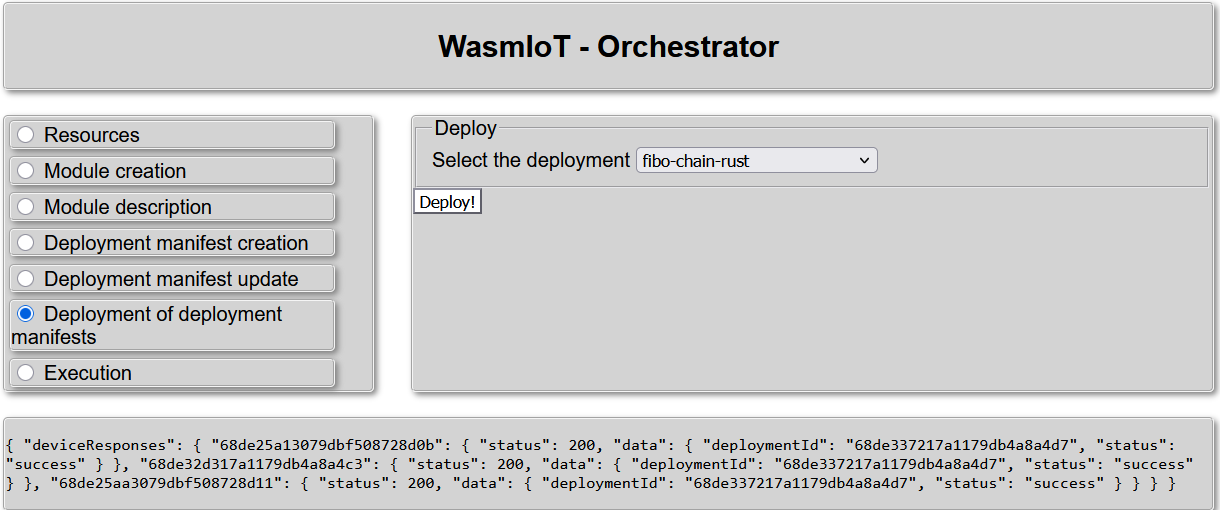 WasmIoT - Orchestrator
Resources
Module creation
Module description
Deployment manifest creation
Deployment manifest update
Deployment of deployment
manifests
Execution
Deploy
Select the deployment fibo-chain-rust
Deploy!
{ "deviceResponses": { "68de25a13079dbf508728d0b": { "status": 200, "data": { "deploymentId": "68de337217a1179db4a8a4d7", "status":
"success" } }, "68de32d317a1179db4a8a4c3": { "status": 200, "data": { "deploymentId": "68de337217a1179db4a8a4d7", "status": "success"
} }, "68de25aa3079dbf508728d11": { "status": 200, "data": { "deploymentId": "68de337217a1179db4a8a4d7", "status": "success" } } } }